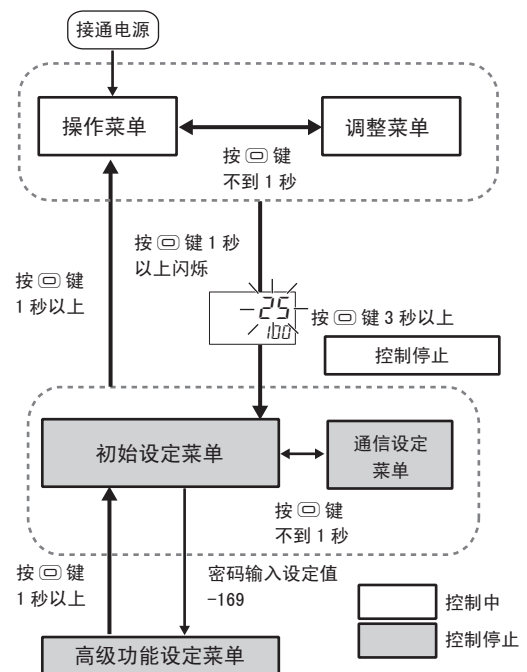 接通电源
操作菜单
调整菜单
按 键
不到 1 秒
按 键 1 秒
以上闪烁
按 键
1 秒以上
25
100
按 键 3 秒以上
控制停止
初始设定菜单
通信设定
菜单
按 键
不到 1 秒
按 键
1 秒以上
密码输入设定值
-169
控制中
控制停止
高级功能设定菜单